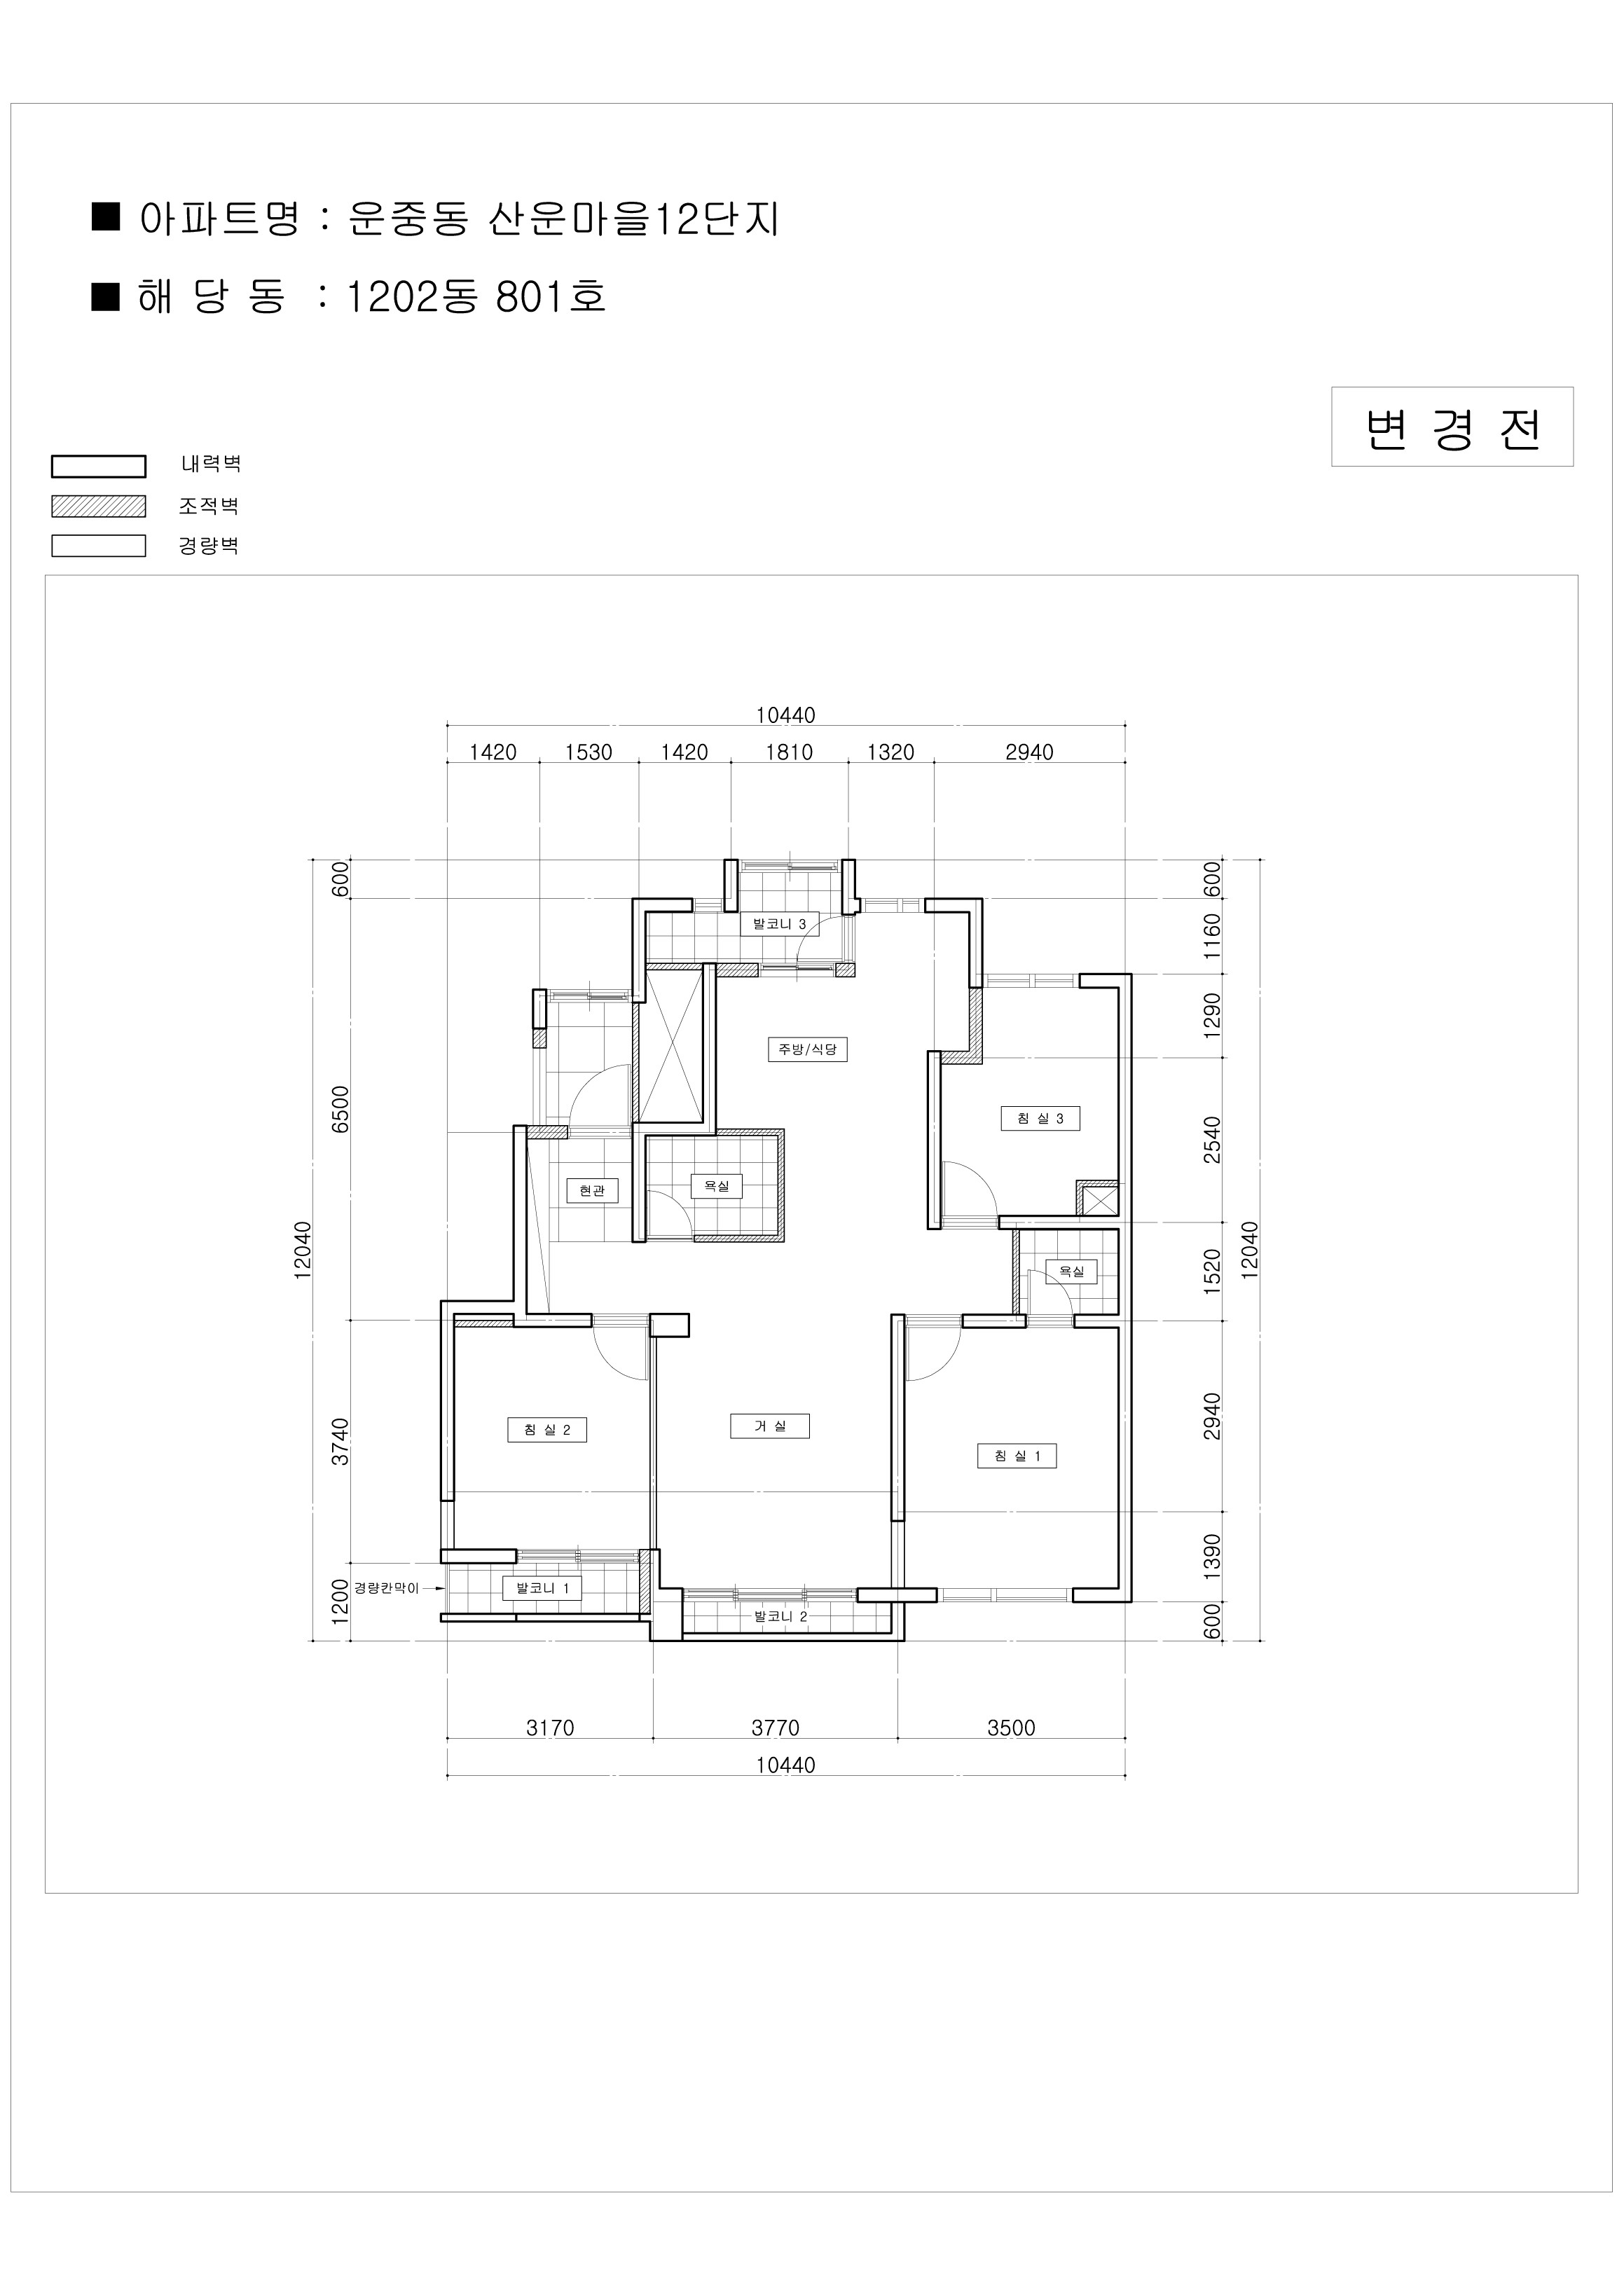 ■ 아파트명 : 운중동 산운마을12단지
■ 해 당 동 : 1202동 801호
변 경 전
내력벽
조적벽
경량벽
10440
1420 1530 1420 1810 1320 2940
600
600
발코니 3
1160
1290
주방/식당
6500
침 실 3
2540
현관
욕실
12040
12040
1520
욕실
3740
침 실 2
거 실
침 실 1
2940
1390
경량칸막이
발코니 1
1200
발코니 2
600
3170 3770 3500
10440